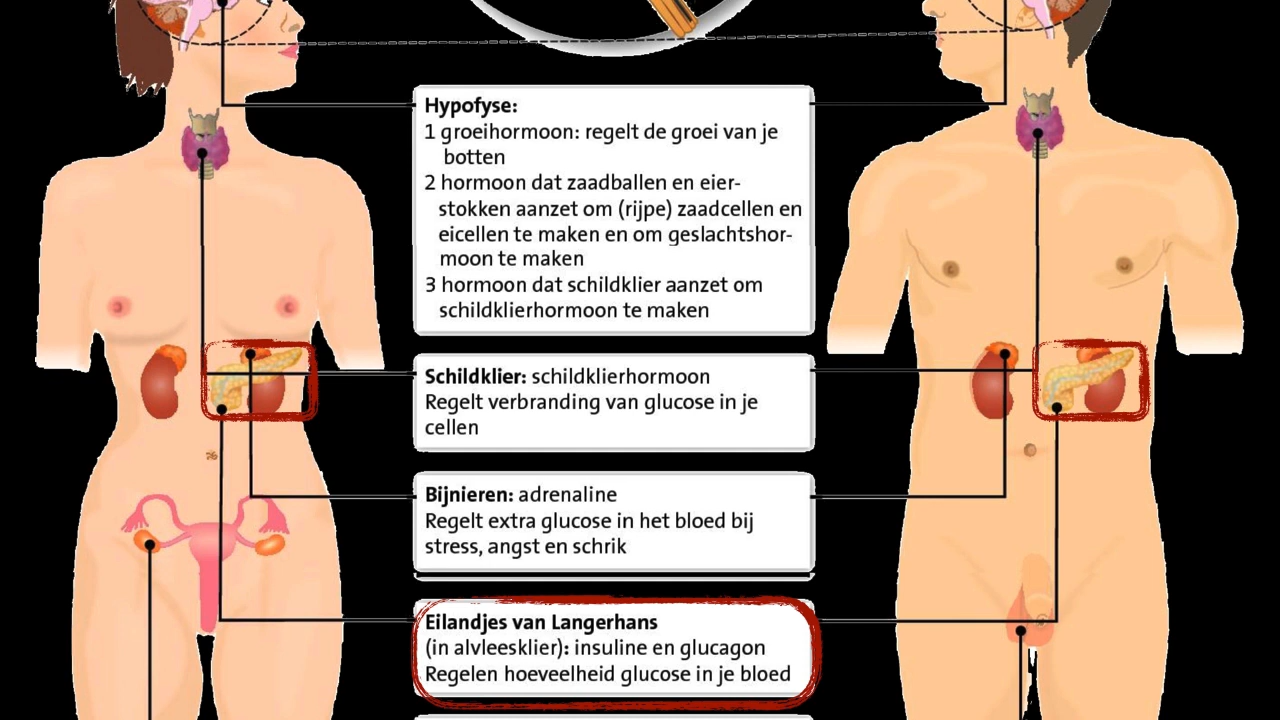 Hypofyse:
1 groeihormoon: regelt de groei van je
botten
2 hormoon dat zaadballen en eier-
stokken aanzet om (rijpe) zaadcellen en
eicellen te maken en om geslachtshor-
moon te maken
3 hormoon dat schildklier aanzet om
schildklierhormoon te maken
Schildklier: schildklierhormoon
Regelt verbranding van glucose in je
cellen
Bijnieren: adrenaline
Regelt extra glucose in het bloed bij
stress, angst en schrik
Eilandjes van Langerhans
(in alvleesklier): insuline en glucagon
Regelen hoeveelheid glucose in je bloed